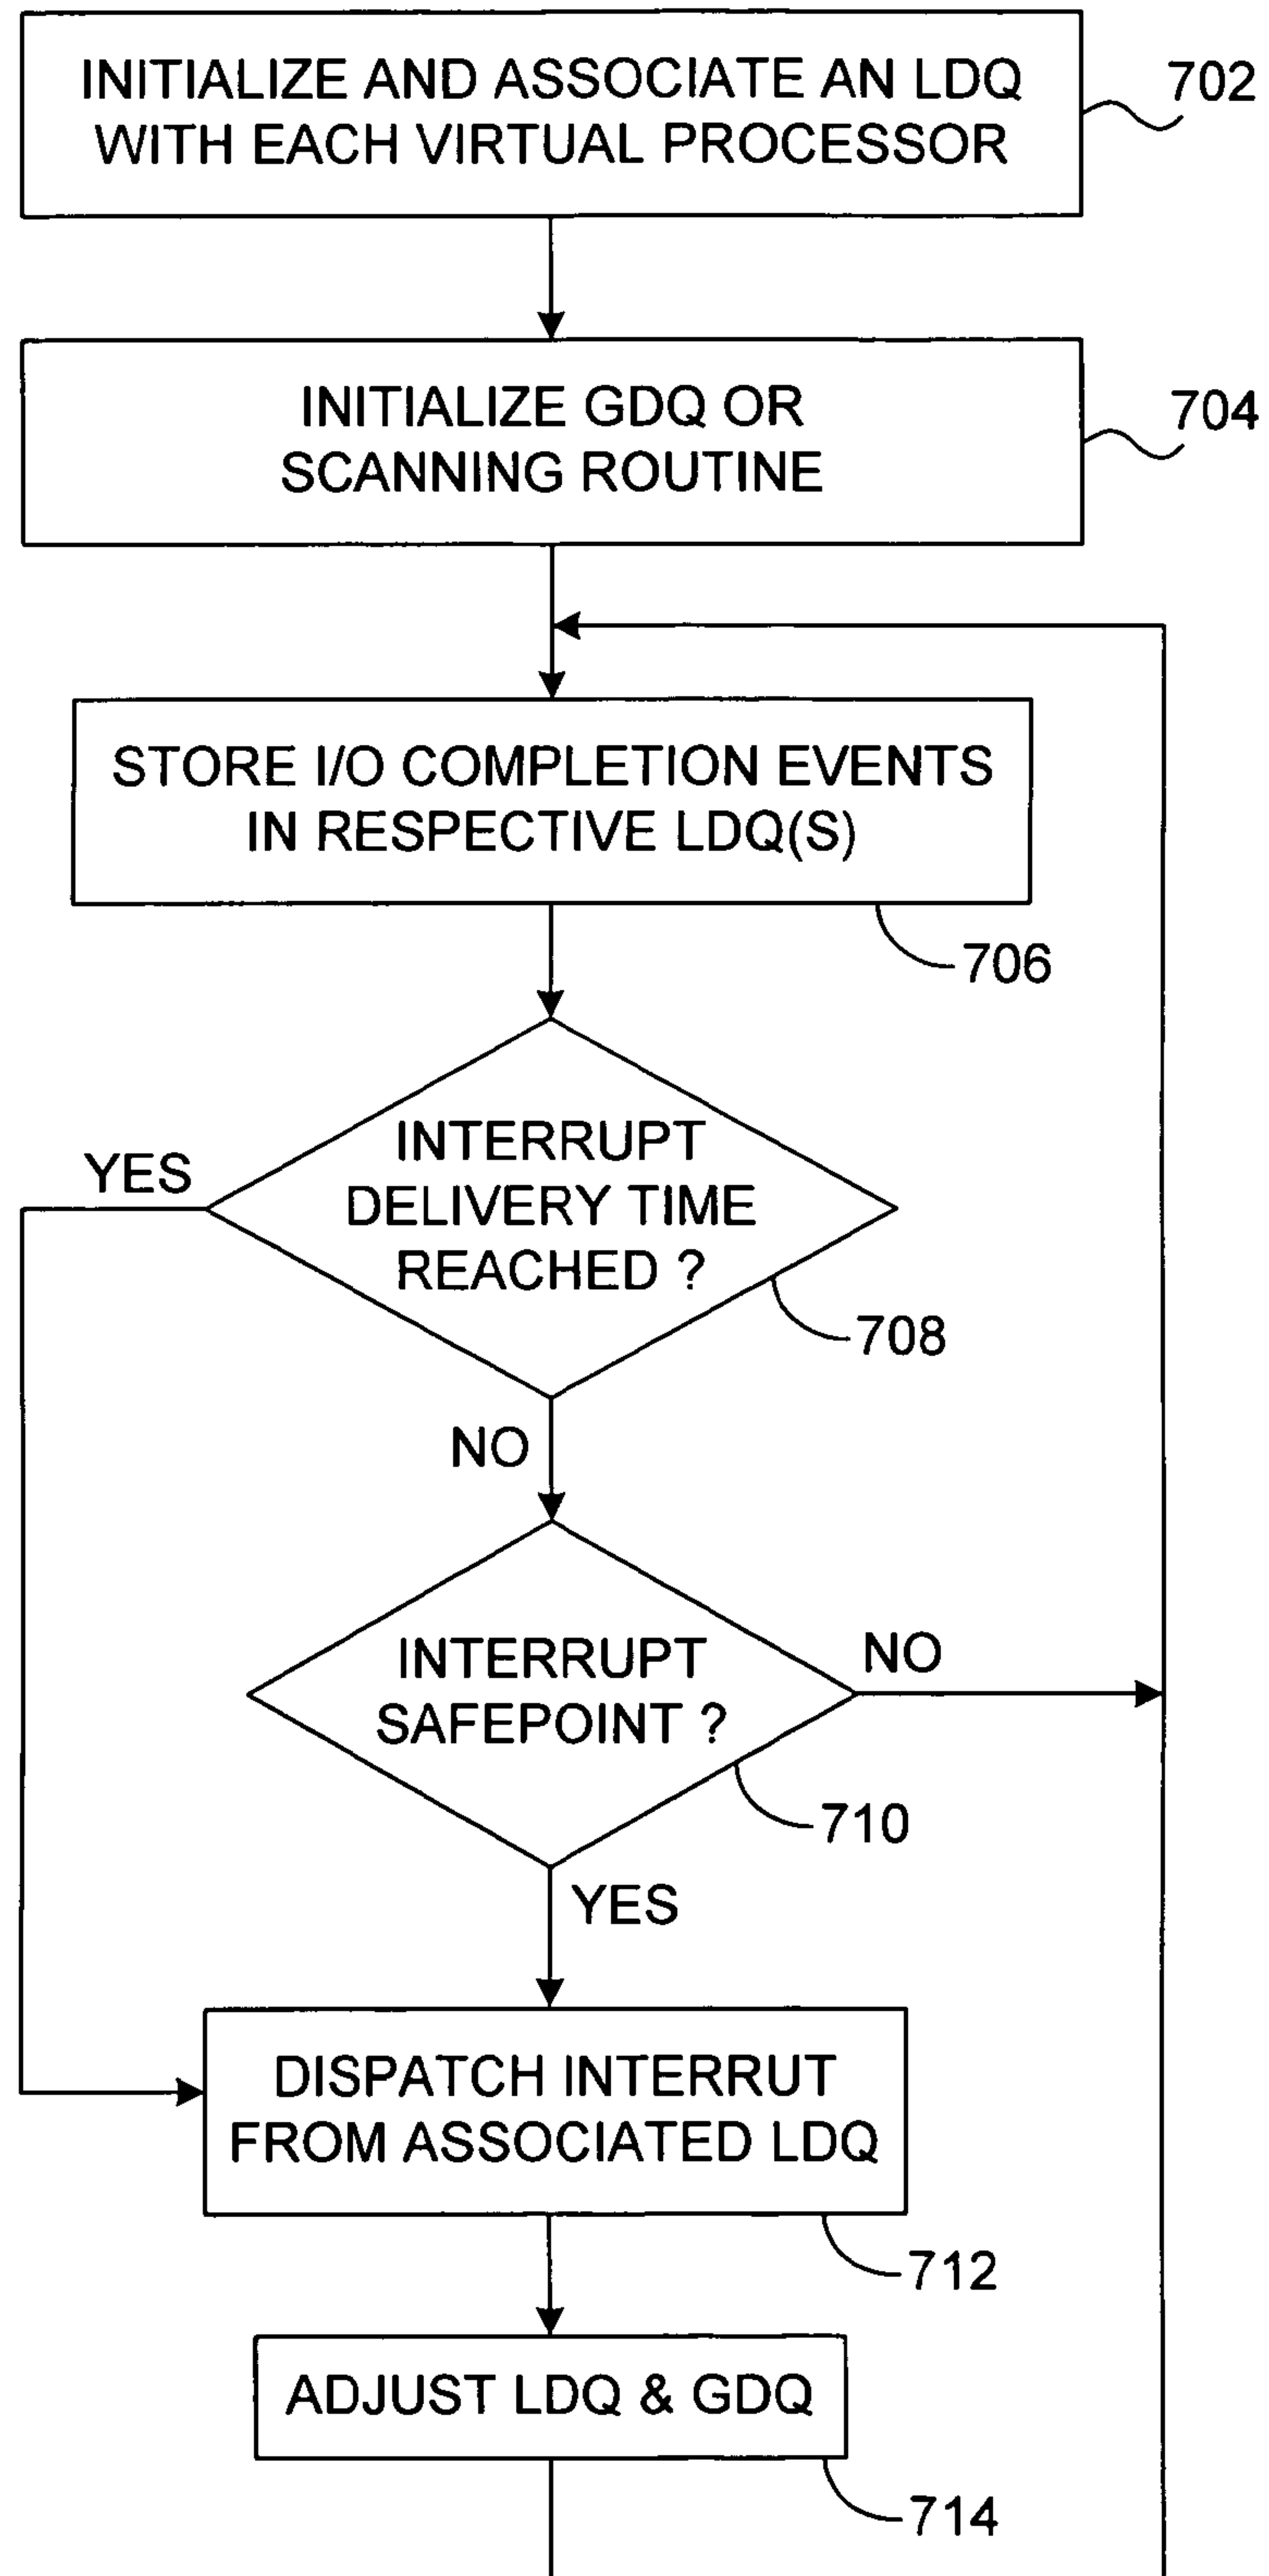 INITIALIZE AND ASSOCIATE AN LDQ
WITH EACH VIRTUAL PROCESSOR
702
INITIALIZE GDQ OR
SCANNING ROUTINE
704
STORE I/O COMPLETION EVENTS
IN RESPECTIVE LDQ(S)
706
YES
INTERRUPT
DELIVERY TIME
REACHED ?
708
NO
INTERRUPT
SAFEPOINT ?
NO
710
YES
DISPATCH INTERRUT
FROM ASSOCIATED LDQ
712
ADJUST LDQ & GDQ
714